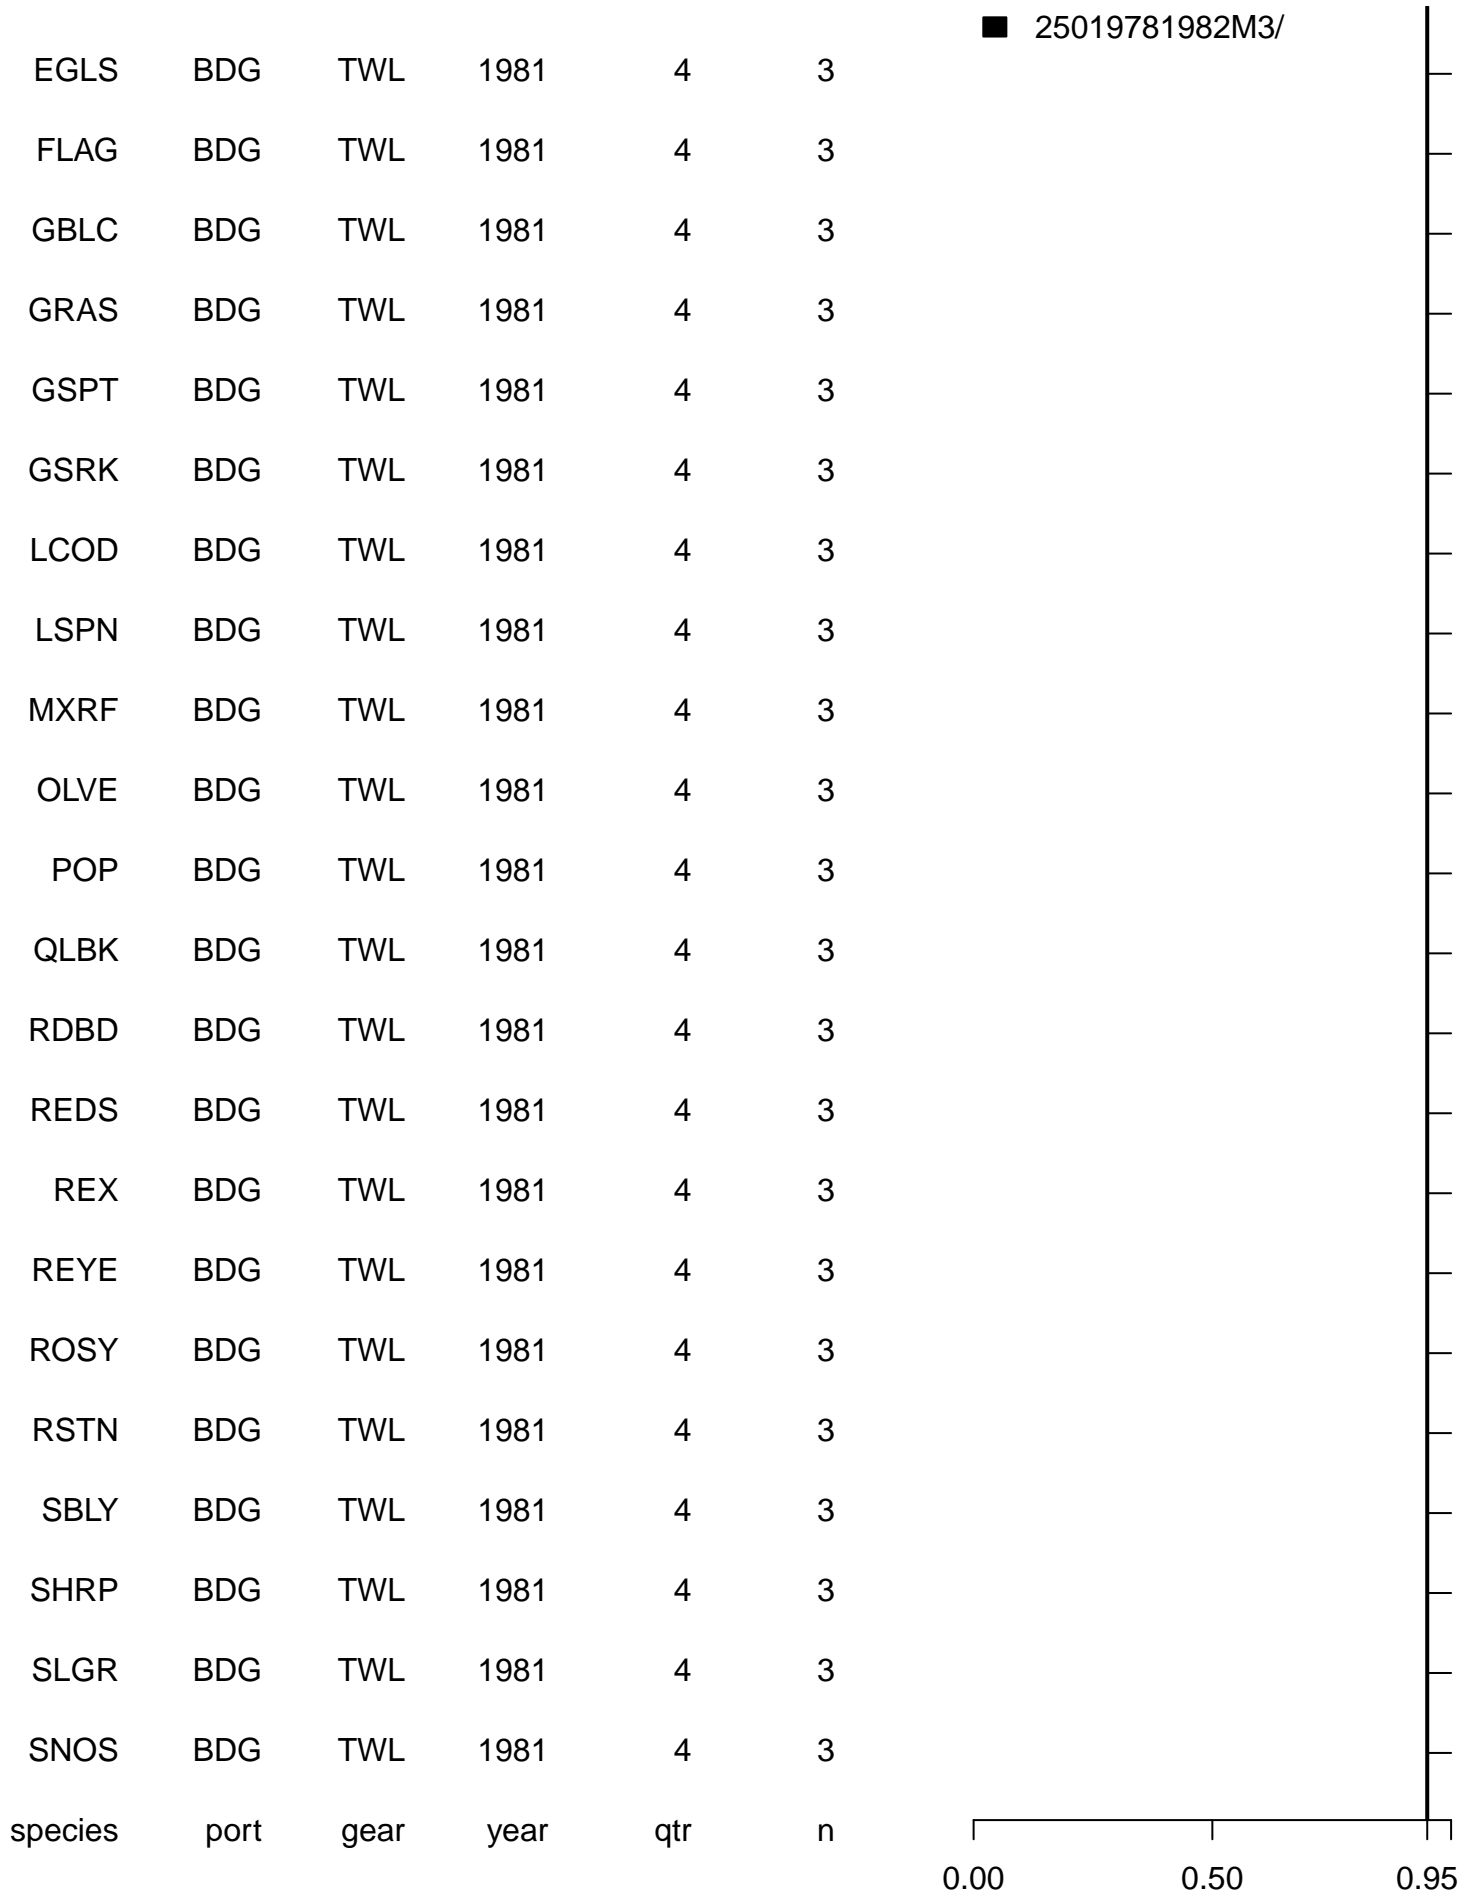 25019781982M3/
EGLS BDG TWL 1981 4 3
FLAG BDG TWL 1981 4 3
GBLC BDG TWL 1981 4 3
GRAS BDG TWL 1981 4 3
GSPT BDG TWL 1981 4 3
GSRK BDG TWL 1981 4 3
LCOD BDG TWL 1981 4 3
LSPN BDG TWL 1981 4 3
MXRF BDG TWL 1981 4 3
OLVE BDG TWL 1981 4 3
POP BDG TWL 1981 4 3
QLBK BDG TWL 1981 4 3
RDBD BDG TWL 1981 4 3
REDS BDG TWL 1981 4 3
REX BDG TWL 1981 4 3
REYE BDG TWL 1981 4 3
ROSY BDG TWL 1981 4 3
RSTN BDG TWL 1981 4 3
SBLY BDG TWL 1981 4 3
SHRP BDG TWL 1981 4 3
SLGR BDG TWL 1981 4 3
SNOS BDG TWL 1981 4 3
species port gear year qtr n
0.00 0.50 0.95